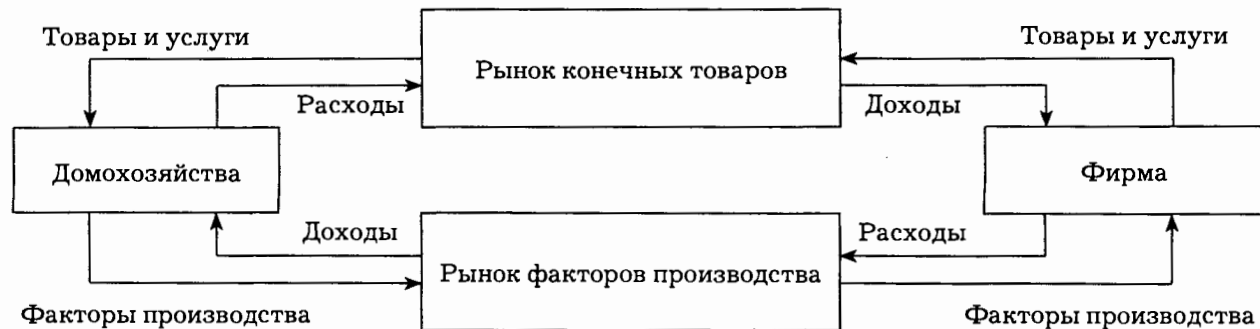 Товары и услуги
Товары и услуги
Рынок конечных товаров
Расходы
Доходы
Домохозяйства
Фирма
Доходы
Расходы
Рынок факторов производства
Факторы производства
Факторы производства